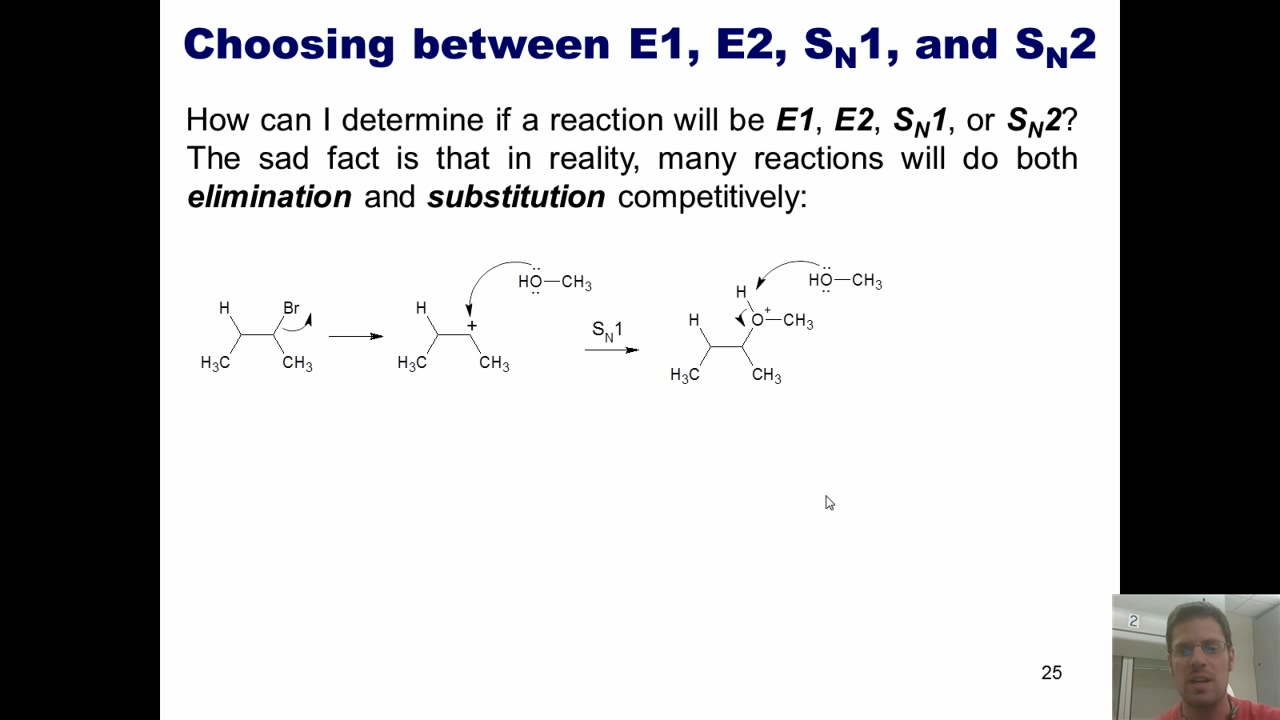 Choosing between E1, E2, SN1, and SN2
How can I determine if a reaction will be E1, E2, SN1, or SN2?
The sad fact is that in reality, many reactions will do both
elimination and substitution competitively:
H Br
H3C CH3
H +
H3C CH3
HO—CH3
SN1
H
H O+—CH3
H3C CH3
HO—CH3
25
2